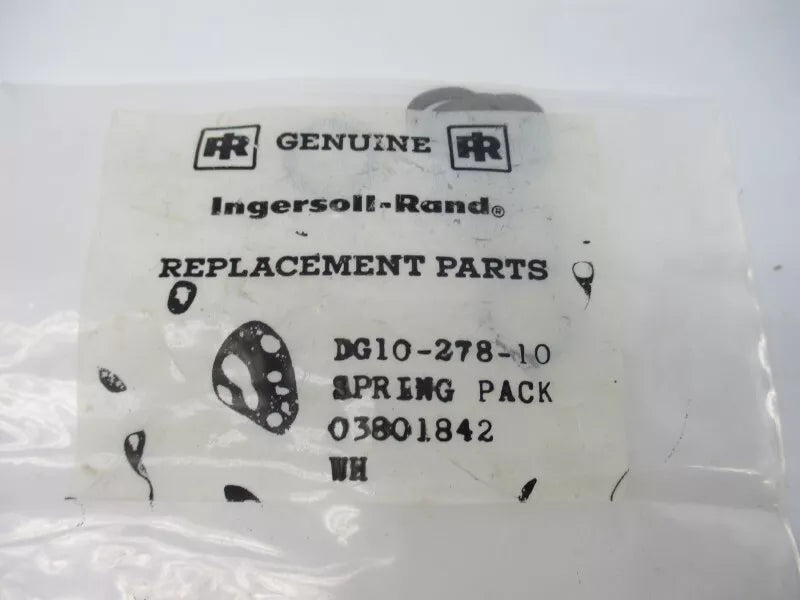 IR GENUINE IR
Ingersoll-Rand®
REPLACEMENT PARTS
DG10-278-10
SPRING PACK
03801842
WH